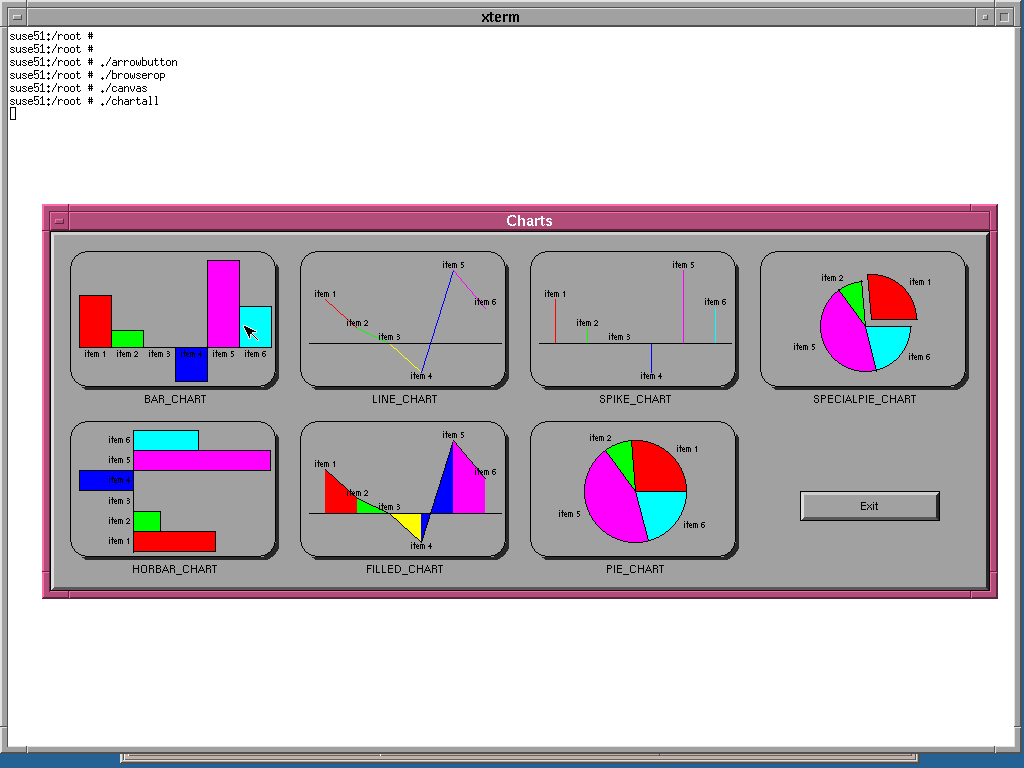 xterm
suse51:/root #
suse51:/root #
suse51:/root # ./arrowbutton
suse51:/root # ./browserop
suse51:/root # ./canvas
suse51:/root # ./chartall
Charts
item 1 item 2 item 3 item 4 item 5 item 6
BAR_CHART
item 5
item 1
item 6
item 2
item 3
item 4
LINE_CHART
item 5
item 1
item 6
item 2
item 3
item 4
SPIKE_CHART
item 2
item 1
item 5
item 6
SPECIALPIE_CHART
item 6
item 5
item 4
item 3
item 2
item 1
HORBAR_CHART
item 5
item 1
item 6
item 2
item 3
item 4
FILLED_CHART
item 2
item 1
item 5
item 6
PIE_CHART
Exit